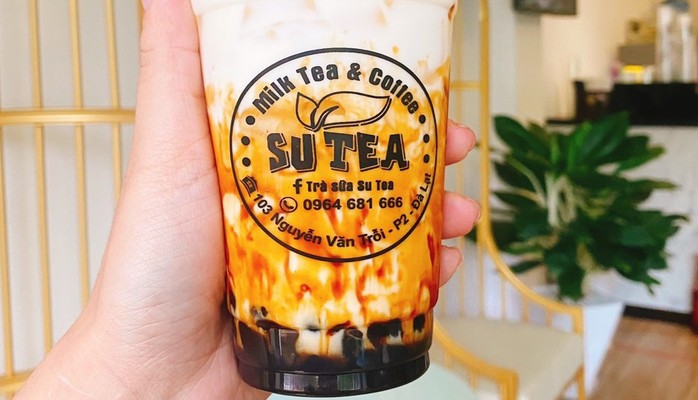 Milk Tea & Coffee
SU TEA
Trà sữa Su Tea
0964 681 666
103 Nguyễn Văn Trỗi - P2 - Đà Lạt